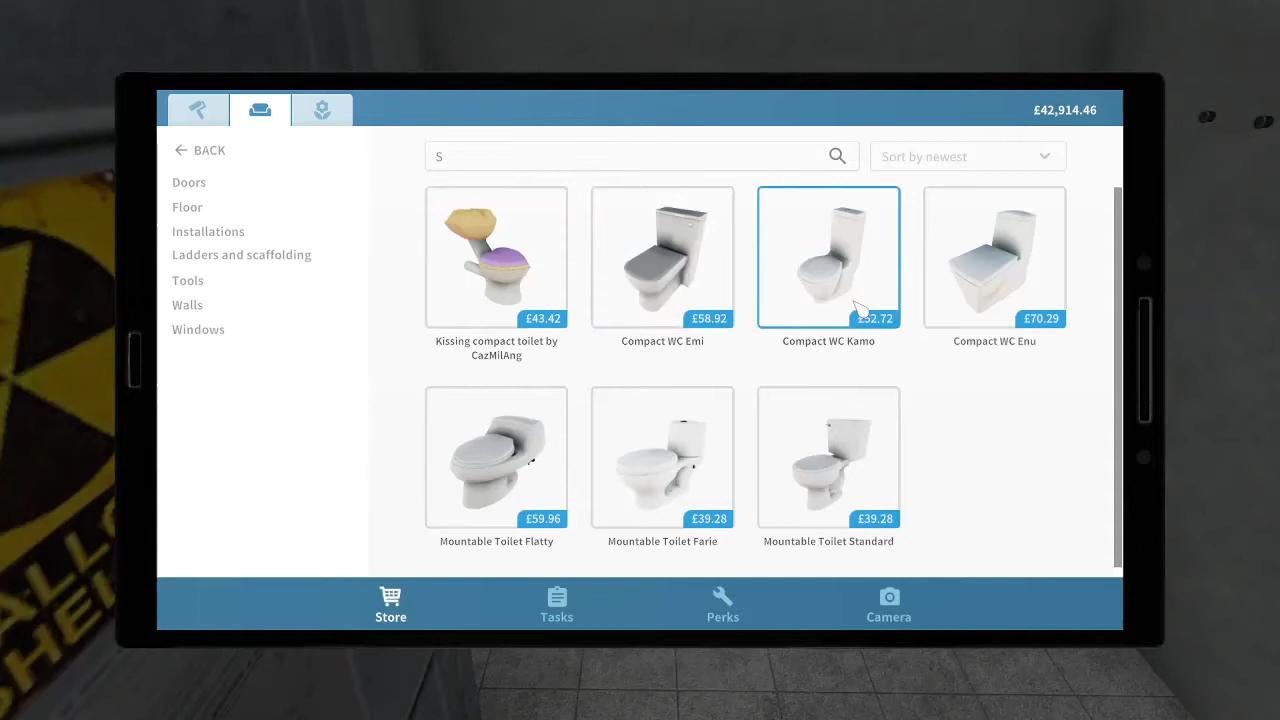 £42,914.46
BACK
S
Sort by newest
Doors
Floor
Installations
Ladders and scaffolding
Tools
Walls
Windows
£43.42
£58.92
£70.29
Kissing compact toilet by
CazMilAng
Compact WC Emi
Compact WC Kamo
Compact WC Enu
£59.96
£39.28
£39.28
Mountable Toilet Flatty
Mountable Toilet Farie
Mountable Toilet Standard
Store
Tasks
Perks
Camera